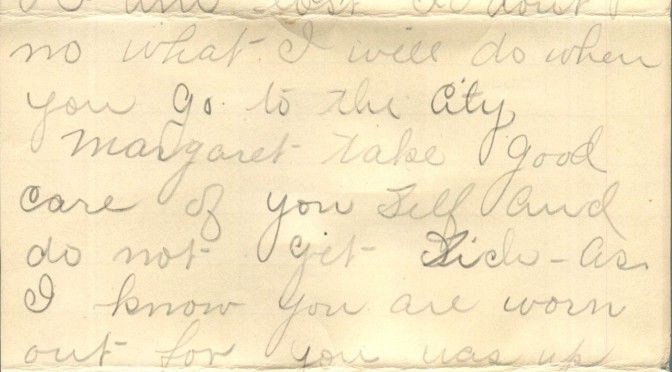 am lost I dont
no what I will do when
you go to the City
Margaret take good
care of you self and
do not get Sick - as
I know you are worn
out for you was up